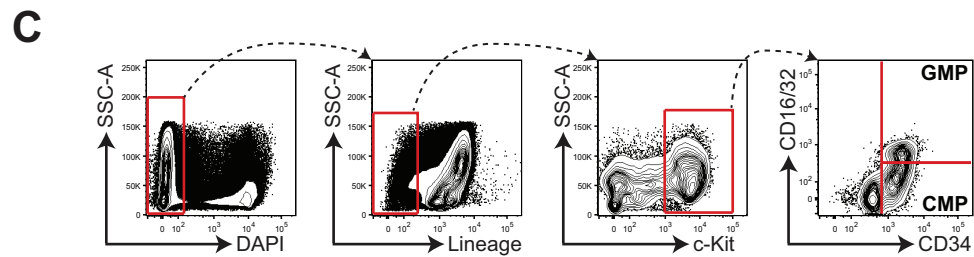 C
SSC-A
250K
200K
150K
100K
50K
0
0 10² 10³ 10⁴ 10⁵
DAPI
SSC-A
250K
200K
150K
100K
50K
0
0 10² 10³ 10⁴ 10⁵
Lineage
SSC-A
250K
200K
150K
100K
50K
0
0 10² 10³ 10⁴ 10⁵
c-Kit
CD16/32
10⁵
10⁴
10³
10²
0
GMP
CMP
0 10² 10³ 10⁴ 10⁵
CD34